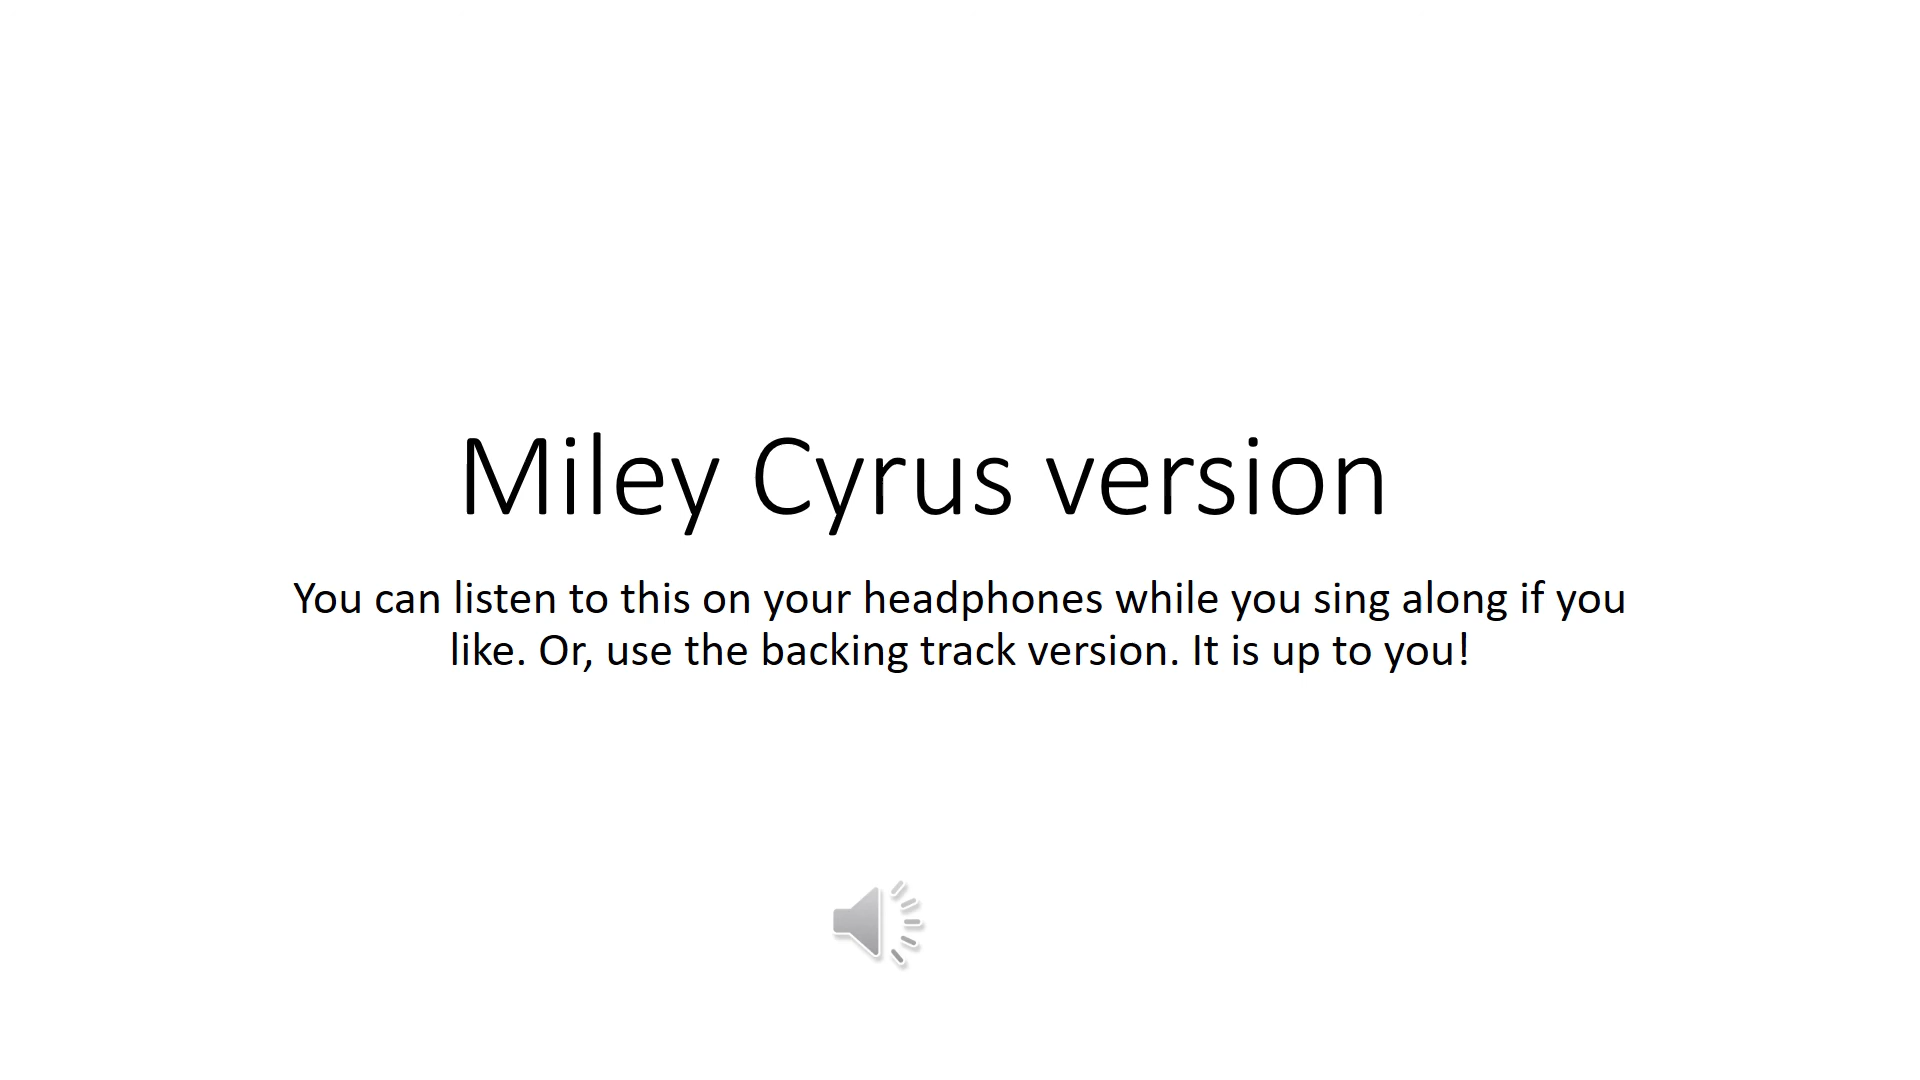 Miley Cyrus version
You can listen to this on your headphones while you sing along if you
like. Or, use the backing track version. It is up to you!